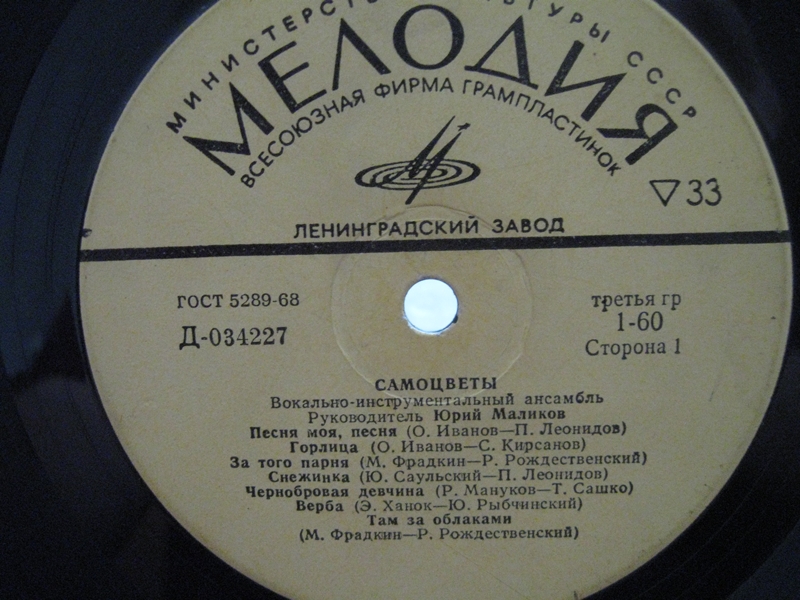 МИНИСТЕРСТВО КУЛЬТУРЫ СССР
МЕЛОДИЯ
ВСЕСОЮЗНАЯ ФИРМА ГРАМПЛАСТИНОК
▽33
ЛЕНИНГРАДСКИЙ ЗАВОД
ГОСТ 5289-68
третья гр
Д-034227
1-60
Сторона 1
САМОЦВЕТЫ
Вокально-инструментальный ансамбль
Руководитель Юрий Маликов
Песня моя, песня (О. Иванов—П. Леонидов)
Горлица (О. Иванов—С. Кирсанов)
За того парня (М. Фрадкин—Р. Рождественский)
Снежинка (Ю. Саульский—П. Леонидов)
Чернобровая девчина (Р. Мануков—Т. Сашко)
Верба (Э. Ханок—Ю. Рыбчинский)
Там за облаками
(М. Фрадкин—Р. Рождественский)